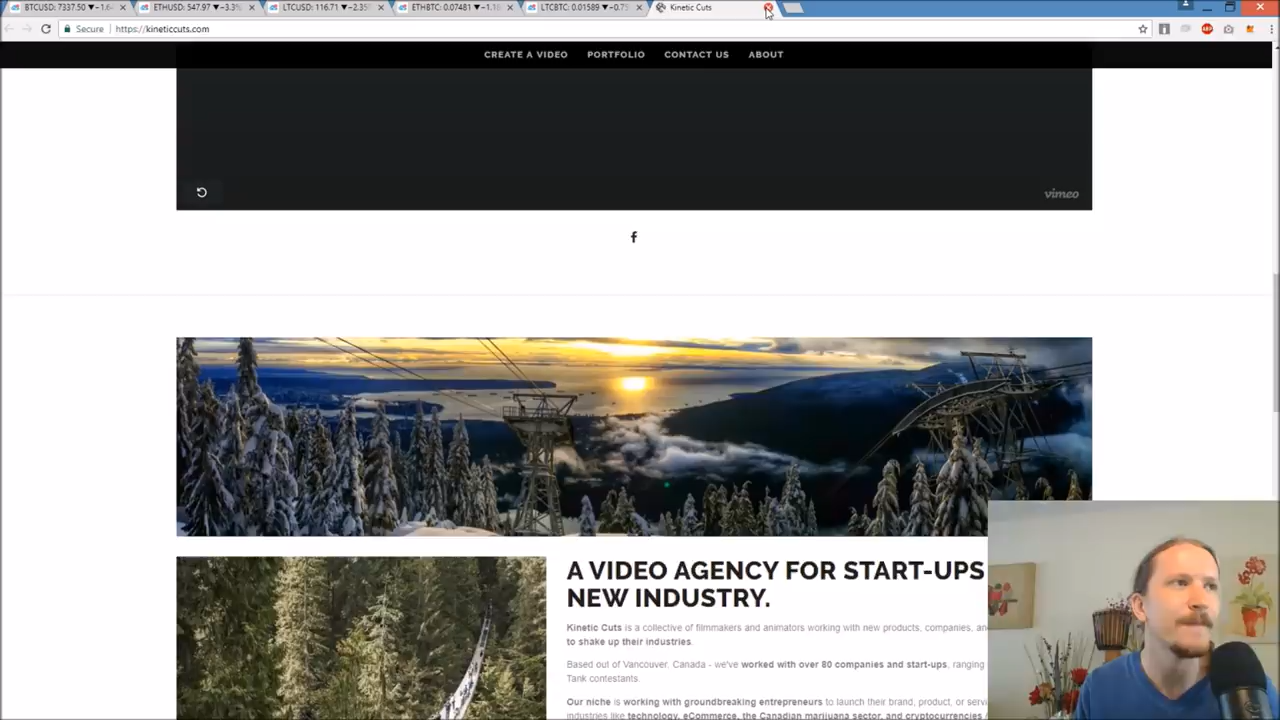 BTCUSD: 7337.50 ▼−1.6
ETHUSD: 547.97 ▼−3.3%
LTCUSD: 116.71 ▼−2.35
ETHBTC: 0.07481 ▼−1.1
LTCBTC: 0.01589 ▼−0.7
Kinetic Cuts
Secure
https://kineticcuts.com
CREATE A VIDEO PORTFOLIO CONTACT US ABOUT
vimeo
f
A VIDEO AGENCY FOR START-UPS
NEW INDUSTRY.
Kinetic Cuts is a collective of filmmakers and animators working with new products, companies, an
to shake up their industries.
Based out of Vancouver, Canada - we've worked with over 80 companies and start-ups, ranging
Tank contestants.
Our niche is working with groundbreaking entrepreneurs to launch their brand, product, or serv
industries like technology, eCommerce, the Canadian marijuana sector, and cryptocurrencies